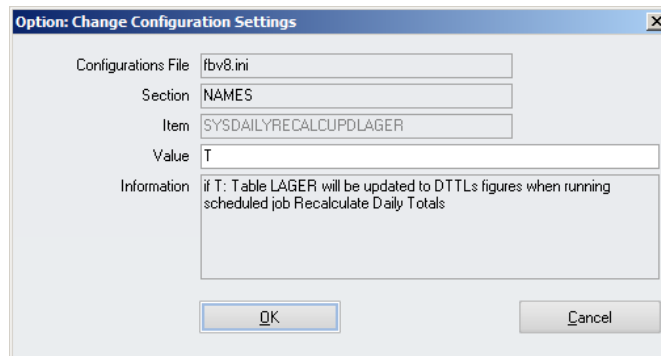 Option: Change Configuration Settings
Configurations File fbv8.ini
Section NAMES
Item SYSDAILYRECALCUPDLAGER
Value T
Information if T: Table LAGER will be updated to DTTLs figures when running
scheduled job Recalculate Daily Totals
OK Cancel